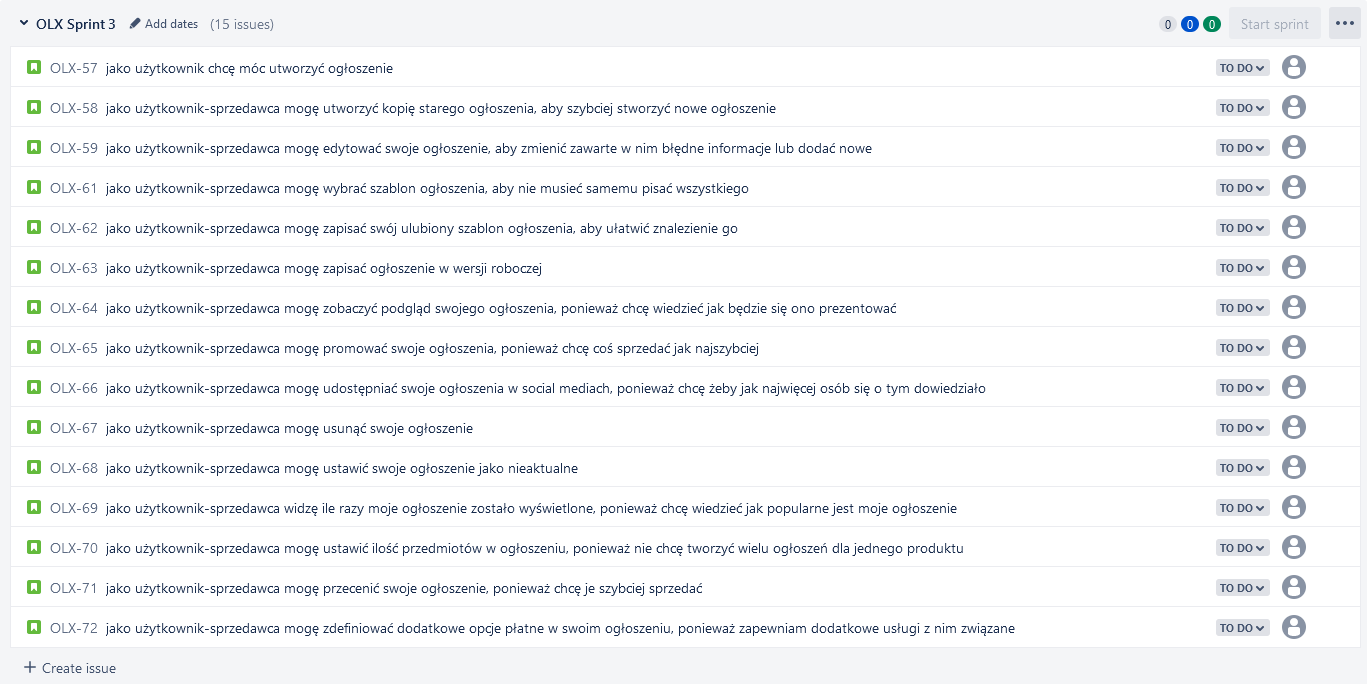 OLX Sprint 3 Add dates (15 issues) 0 0 0 Start sprint
OLX-57 jako użytkownik chcę móc utworzyć ogłoszenie TO DO
OLX-58 jako użytkownik-sprzedawca mogę utworzyć kopię starego ogłoszenia, aby szybciej stworzyć nowe ogłoszenie TO DO
OLX-59 jako użytkownik-sprzedawca mogę edytować swoje ogłoszenie, aby zmienić zawarte w nim błędne informacje lub dodać nowe TO DO
OLX-61 jako użytkownik-sprzedawca mogę wybrać szablon ogłoszenia, aby nie musieć samemu pisać wszystkiego TO DO
OLX-62 jako użytkownik-sprzedawca mogę zapisać swój ulubiony szablon ogłoszenia, aby ułatwić znalezienie go TO DO
OLX-63 jako użytkownik-sprzedawca mogę zapisać ogłoszenie w wersji roboczej TO DO
OLX-64 jako użytkownik-sprzedawca mogę zobaczyć podgląd swojego ogłoszenia, ponieważ chcę wiedzieć jak będzie się ono prezentować TO DO
OLX-65 jako użytkownik-sprzedawca mogę promować swoje ogłoszenia, ponieważ chcę coś sprzedać jak najszybciej TO DO
OLX-66 jako użytkownik-sprzedawca mogę udostępniać swoje ogłoszenia w social mediach, ponieważ chcę żeby jak najwięcej osób się o tym dowiedziało TO DO
OLX-67 jako użytkownik-sprzedawca mogę usunąć swoje ogłoszenie TO DO
OLX-68 jako użytkownik-sprzedawca mogę ustawić swoje ogłoszenie jako nieaktualne TO DO
OLX-69 jako użytkownik-sprzedawca widzę ile razy moje ogłoszenie zostało wyświetlone, ponieważ chcę wiedzieć jak popularne jest moje ogłoszenie TO DO
OLX-70 jako użytkownik-sprzedawca mogę ustawić ilość przedmiotów w ogłoszeniu, ponieważ nie chcę tworzyć wielu ogłoszeń dla jednego produktu TO DO
OLX-71 jako użytkownik-sprzedawca mogę przecenić swoje ogłoszenie, ponieważ chcę je szybciej sprzedać TO DO
OLX-72 jako użytkownik-sprzedawca mogę zdefiniować dodatkowe opcje płatne w swoim ogłoszeniu, ponieważ zapewniam dodatkowe usługi z nim związane TO DO
+ Create issue